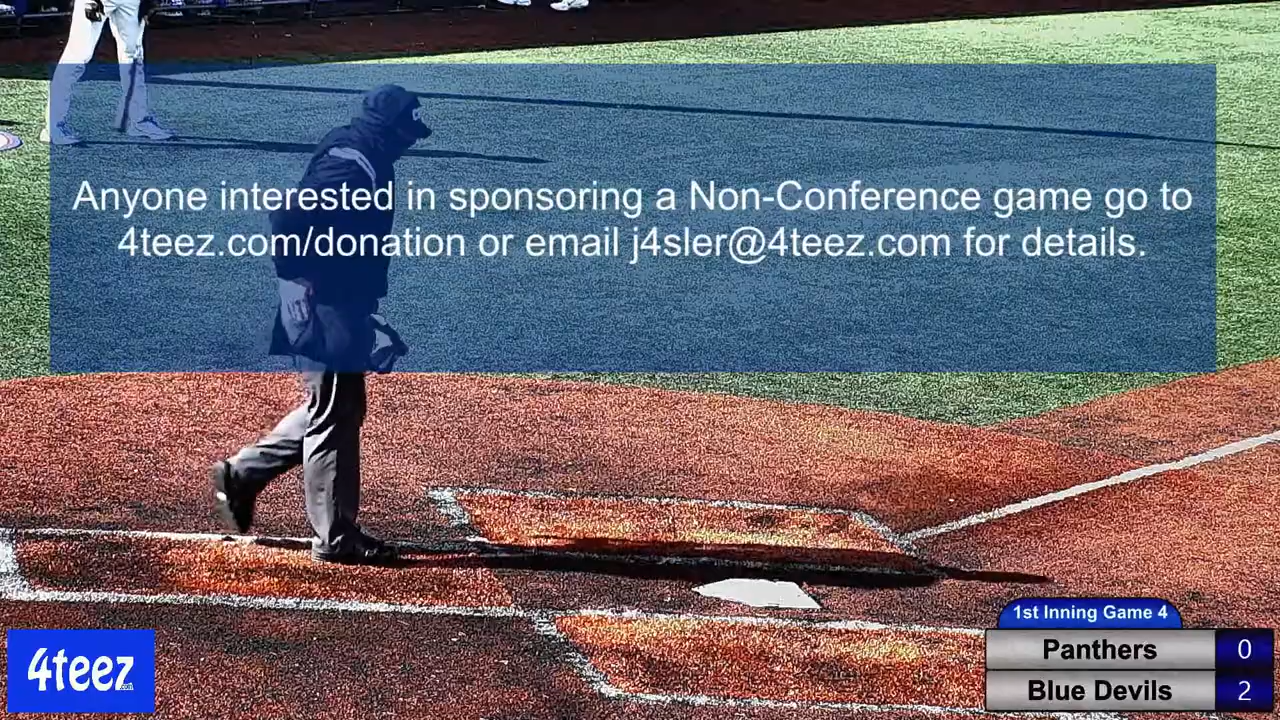 Anyone interested in sponsoring a Non-Conference game go to
4teez.com/donation or email j4sler@4teez.com for details.
1st Inning Game 4
Panthers 0
Blue Devils 2
4teez.com